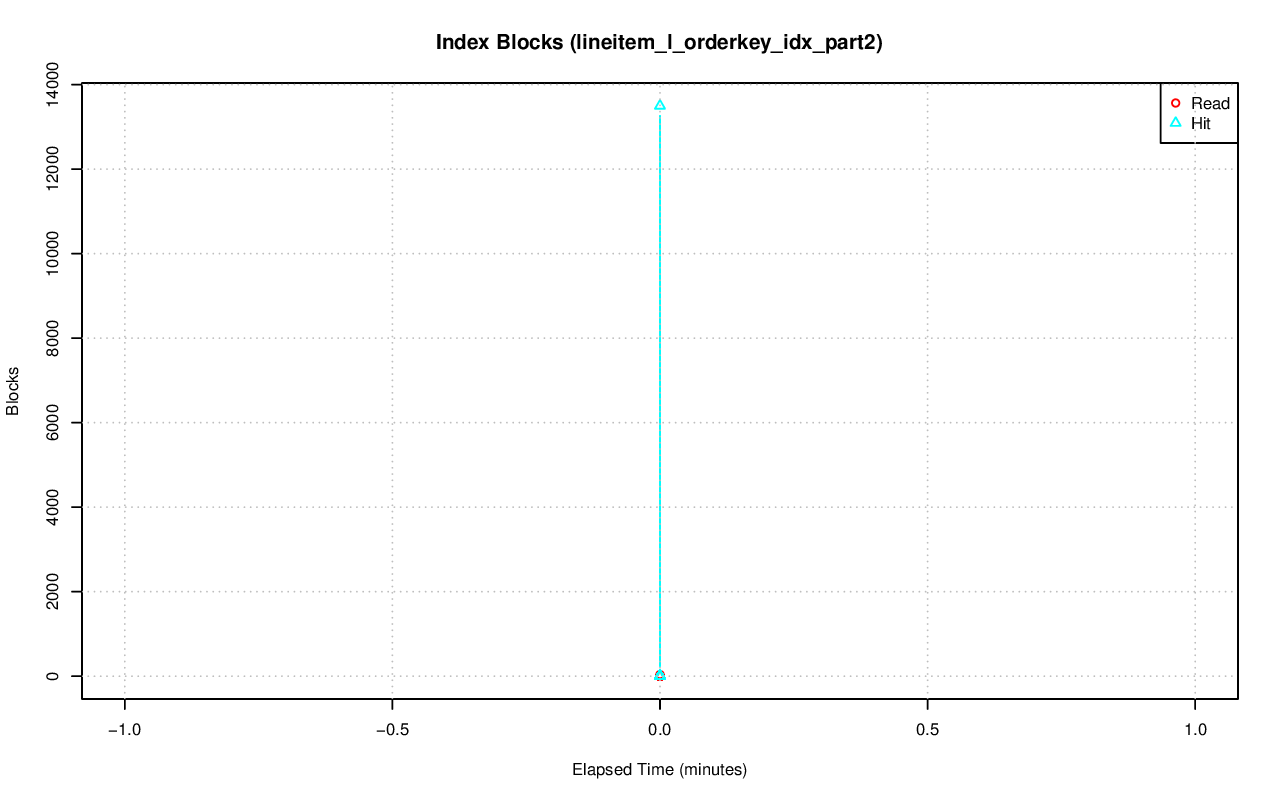 Index Blocks (lineitem_l_orderkey_idx_part2)
14000
12000
10000
8000
6000
4000
2000
0
Blocks
Read
Hit
−1.0
−0.5
0.0
0.5
1.0
Elapsed Time (minutes)